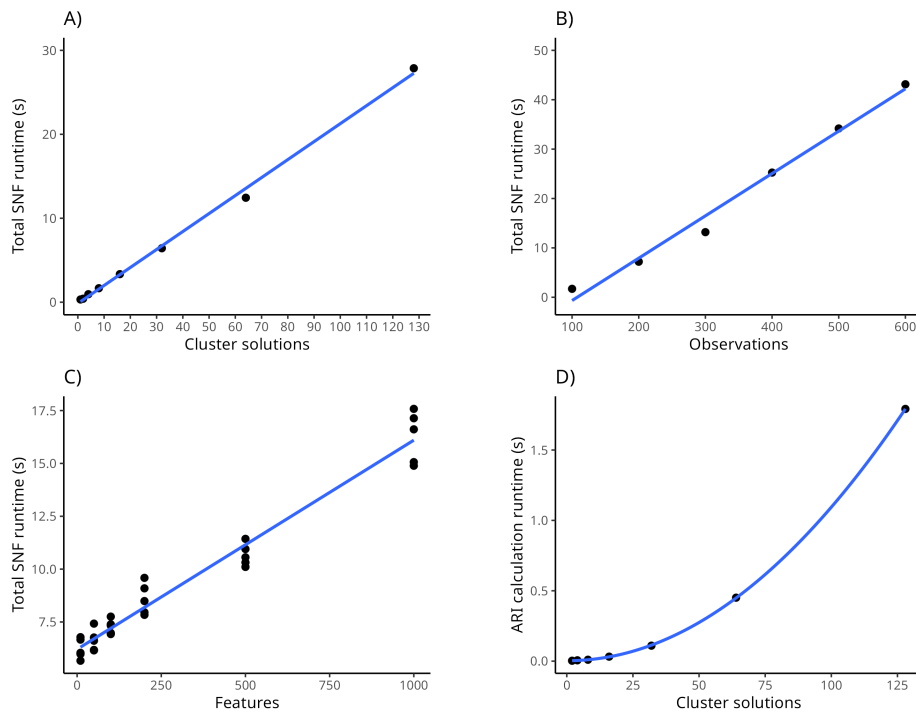 A)
Total SNF runtime (s)
30
20
10
0
0 10 20 30 40 50 60 70 80 90 100 110 120 130
Cluster solutions
B)
Total SNF runtime (s)
50
40
30
20
10
0
100 200 300 400 500 600
Observations
C)
Total SNF runtime (s)
17.5
15.0
12.5
10.0
7.5
0 250 500 750 1000
Features
D)
ARI calculation runtime (s)
1.5
1.0
0.5
0.0
0 25 50 75 100 125
Cluster solutions